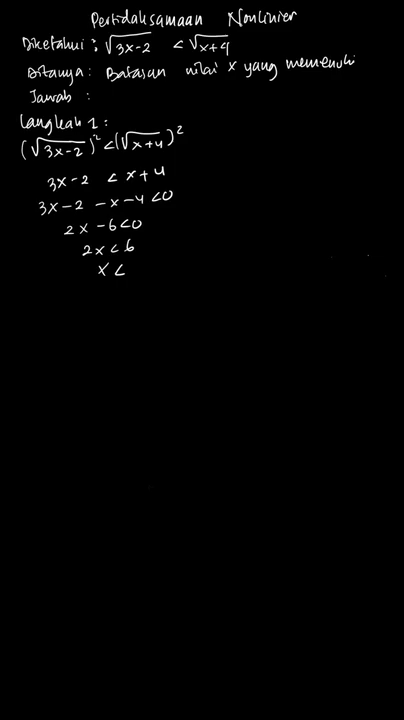 Pertidaksamaan Nonlinier
Diketahui : √3x-2 < √x+4
Ditanya : Batasan nilai x yang memenuhi
Jawab :
Langkah 1 :
(√3x-2)² < (√x+4)²
3x-2 < x+4
3x-2 -x-4 <0
2x -6 <0
2x < 6
x <